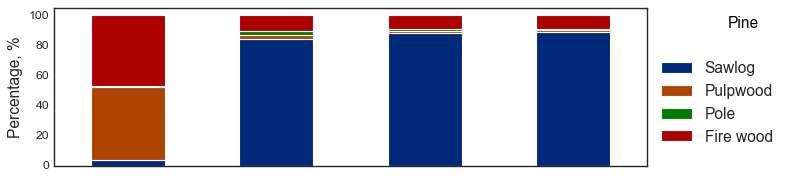 Pine
100
80
60
40
20
0
Percentage, %
Sawlog
Pulpwood
Pole
Fire wood